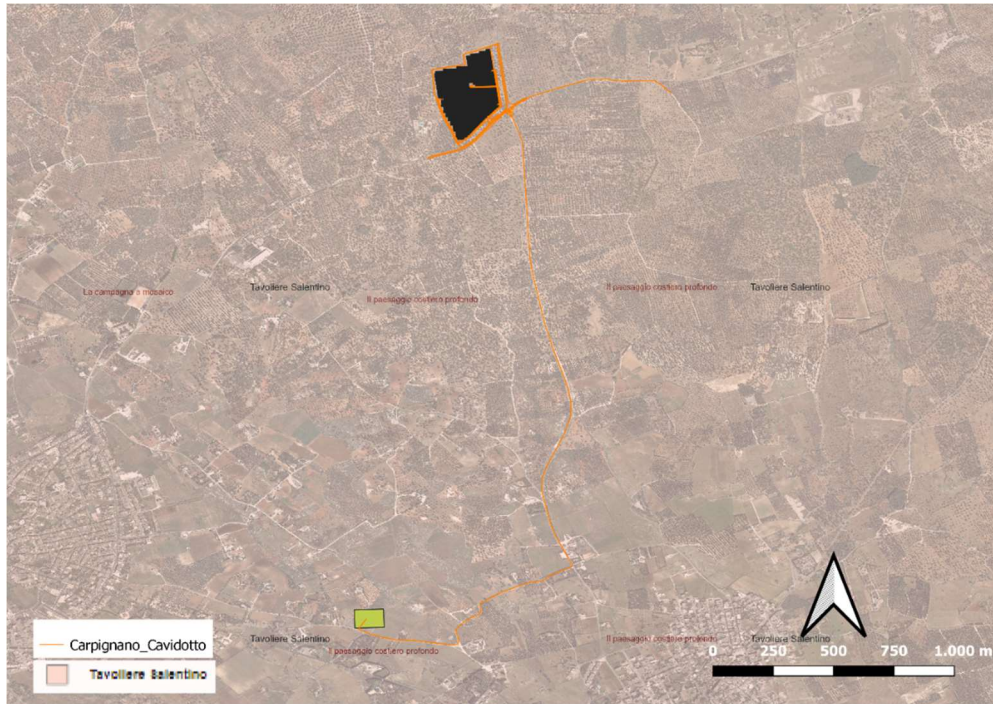 La campagna a mosaico
Tavoliere Salentino
Il paesaggio costiero profondo
Il paesaggio costiero profondo
Tavoliere Salentino
Tavoliere Salentino
Il paesaggio costiero profondo
Il paesaggio costiero profondo
Tavoliere Salentino
Carpignano_Cavidotto
Tavoliere Salentino
0 250 500 750 1.000 m